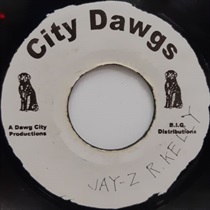 City Dawgs
A Dawg City
Productions
B.I.G.
Distributions
JAY-Z R. KELLY